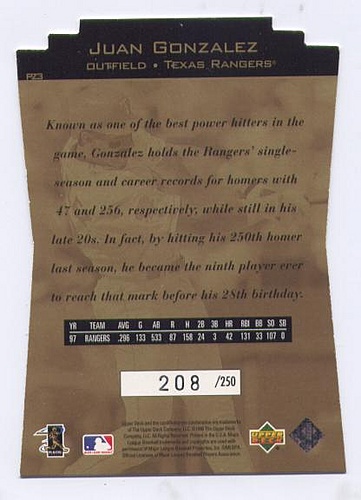 JUAN GONZALEZ
OUTFIELD • TEXAS RANGERS®
PZ3
Known as one of the best power hitters in the
game, Gonzalez holds the Rangers' single-
season and career records for homers with
47 and 256, respectively, while still in his
late 20s. In fact, by hitting his 250th homer
last season, he became the ninth player ever
to reach that mark before his 28th birthday.
YR TEAM AVG G AB R H 2B 3B HR RBI BB SO SB
97 RANGERS .296 133 533 87 158 24 3 42 131 33 107 0
208 /250
UPPER DECK